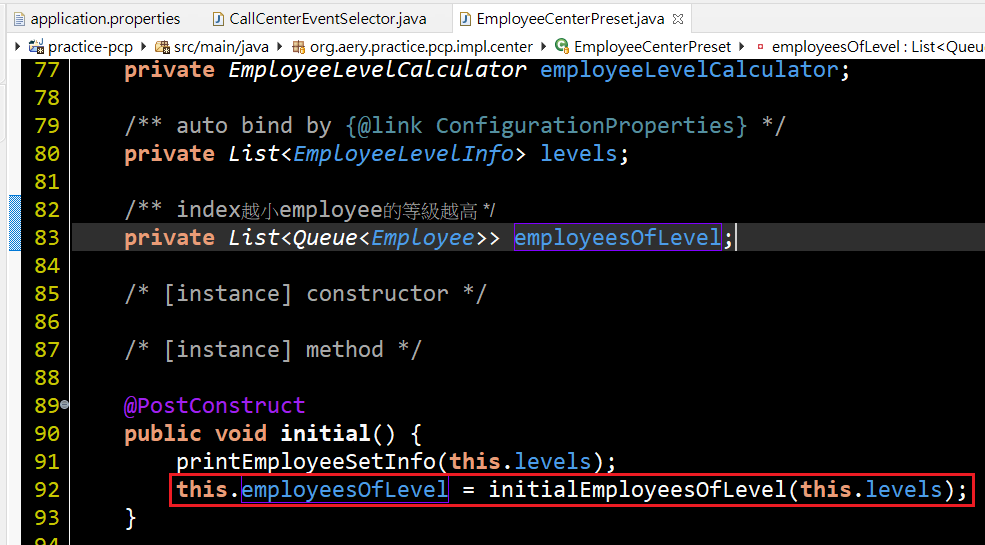 application.properties CallCenterEventSelector.java EmployeeCenterPreset.java
practice-pcp src/main/java org.aery.practice.pcp.impl.center EmployeeCenterPreset employeesOfLevel : List<Queu
77 private EmployeeLevelCalculator employeeLevelCalculator;
78
79 /** auto bind by {@link ConfigurationProperties} */
80 private List<EmployeeLevelInfo> levels;
81
82 /** index越小employee的等級越高 */
83 private List<Queue<Employee>> employeesOfLevel;
84
85 /* [instance] constructor */
86
87 /* [instance] method */
88
89 @PostConstruct
90 public void initial() {
91 printEmployeeSetInfo(this.levels);
92 this.employeesOfLevel = initialEmployeesOfLevel(this.levels);
93 }
94